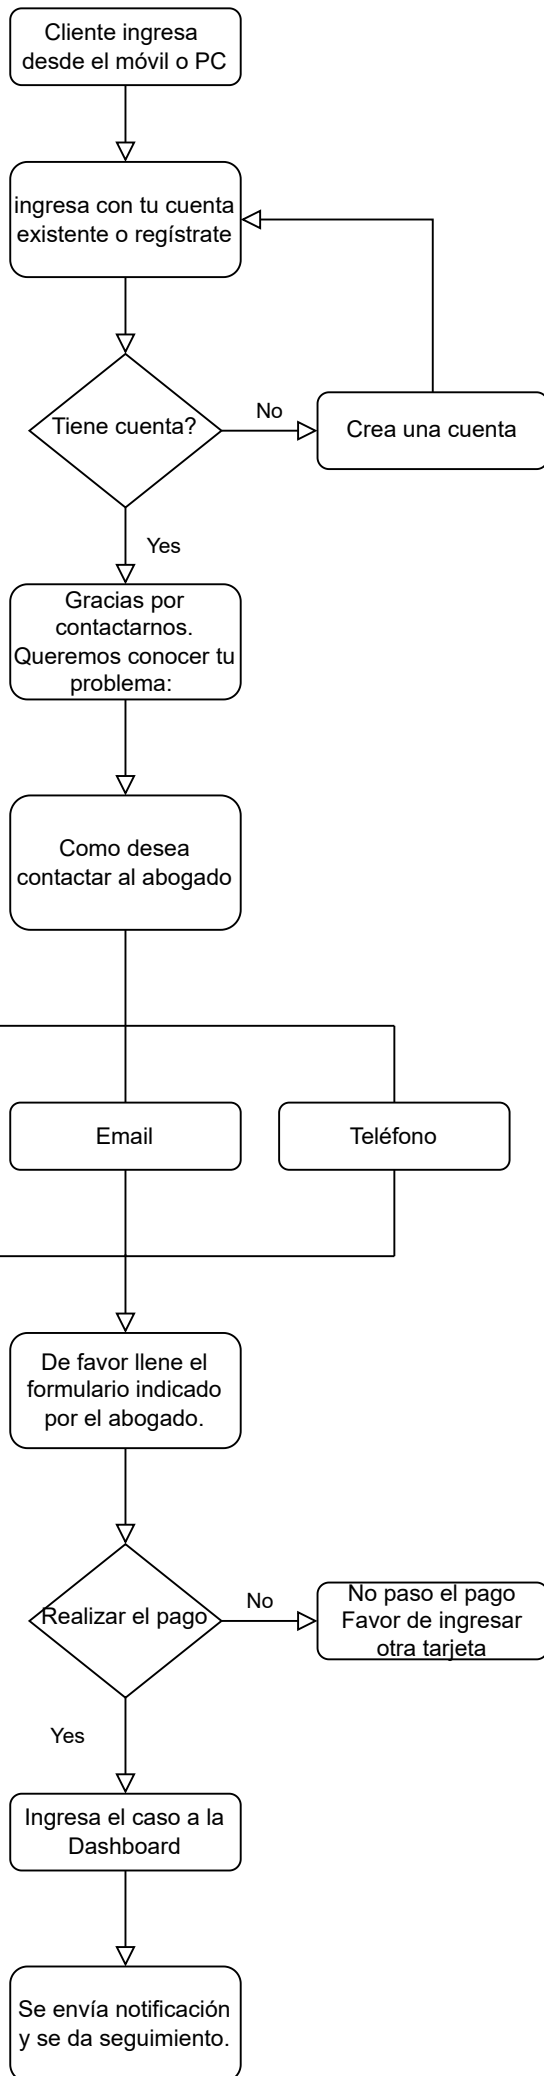 Cliente ingresa
desde el móvil o PC
ingresa con tu cuenta
existente o regístrate
Tiene cuenta?
No
Crea una cuenta
Yes
Gracias por
contactarnos.
Queremos conocer tu
problema:
Como desea
contactar al abogado
Email
Teléfono
De favor llene el
formulario indicado
por el abogado.
Realizar el pago
No
No paso el pago
Favor de ingresar
otra tarjeta
Yes
Ingresa el caso a la
Dashboard
Se envía notificación
y se da seguimiento.